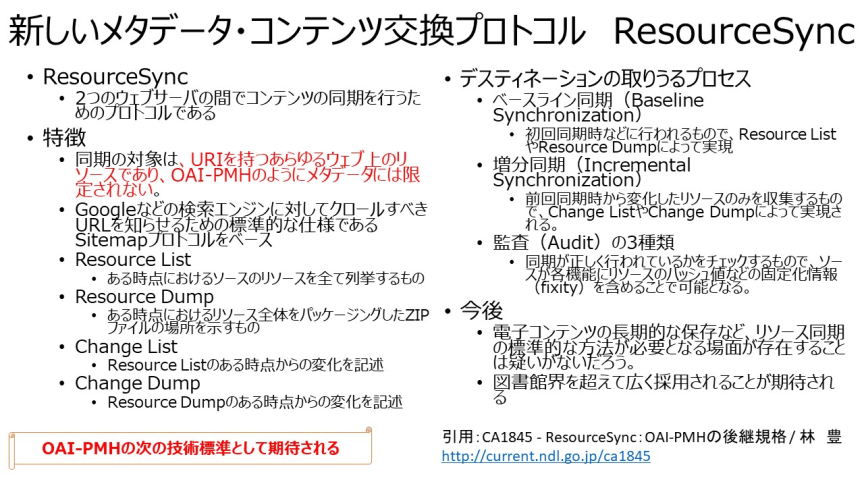 新しいメタデータ・コンテンツ交換プロトコル ResourceSync
• ResourceSync
• 2つのウェブサーバの間でコンテンツの同期を行うた
めのプロトコルである
• 特徴
• 同期の対象は、URIを持つあらゆるウェブ上のリ
ソースであり、OAI-PMHのようにメタデータには限
定されない。
• Googleなどの検索エンジンに対してクロールすべき
URLを知らせるための標準的な仕様である
Sitemapプロトコルをベース
• Resource List
• ある時点におけるソースのリソースを全て列挙するもの
• Resource Dump
• ある時点におけるリソース全体をパッケージングしたZIP
ファイルの場所を示すもの
• Change List
• Resource Listのある時点からの変化を記述
• Change Dump
• Resource Dumpのある時点からの変化を記述
OAI-PMHの次の技術標準として期待される
• デスティネーションの取りうるプロセス
• ベースライン同期（Baseline
Synchronization）
• 初回同期時などに行われるもので、Resource List
やResource Dumpによって実現
• 増分同期（Incremental
Synchronization）
• 前回同期時から変化したリソースのみを収集するもの
で、Change ListやChange Dumpによって実現さ
れる。
• 監査（Audit）の3種類
• 同期が正しく行われているかをチェックするもので、ソー
スが各機能にリソースのハッシュ値などの固定化情報
（fixity）を含めることで可能となる。
• 今後
• 電子コンテンツの長期的な保存など、リソース同期
の標準的な方法が必要となる場面が存在すること
は疑いがないだろう。
• 図書館界を超えて広く採用されることが期待され
る
引用：CA1845 - ResourceSync：OAI-PMHの後継規格 / 林 豊
http://current.ndl.go.jp/ca1845